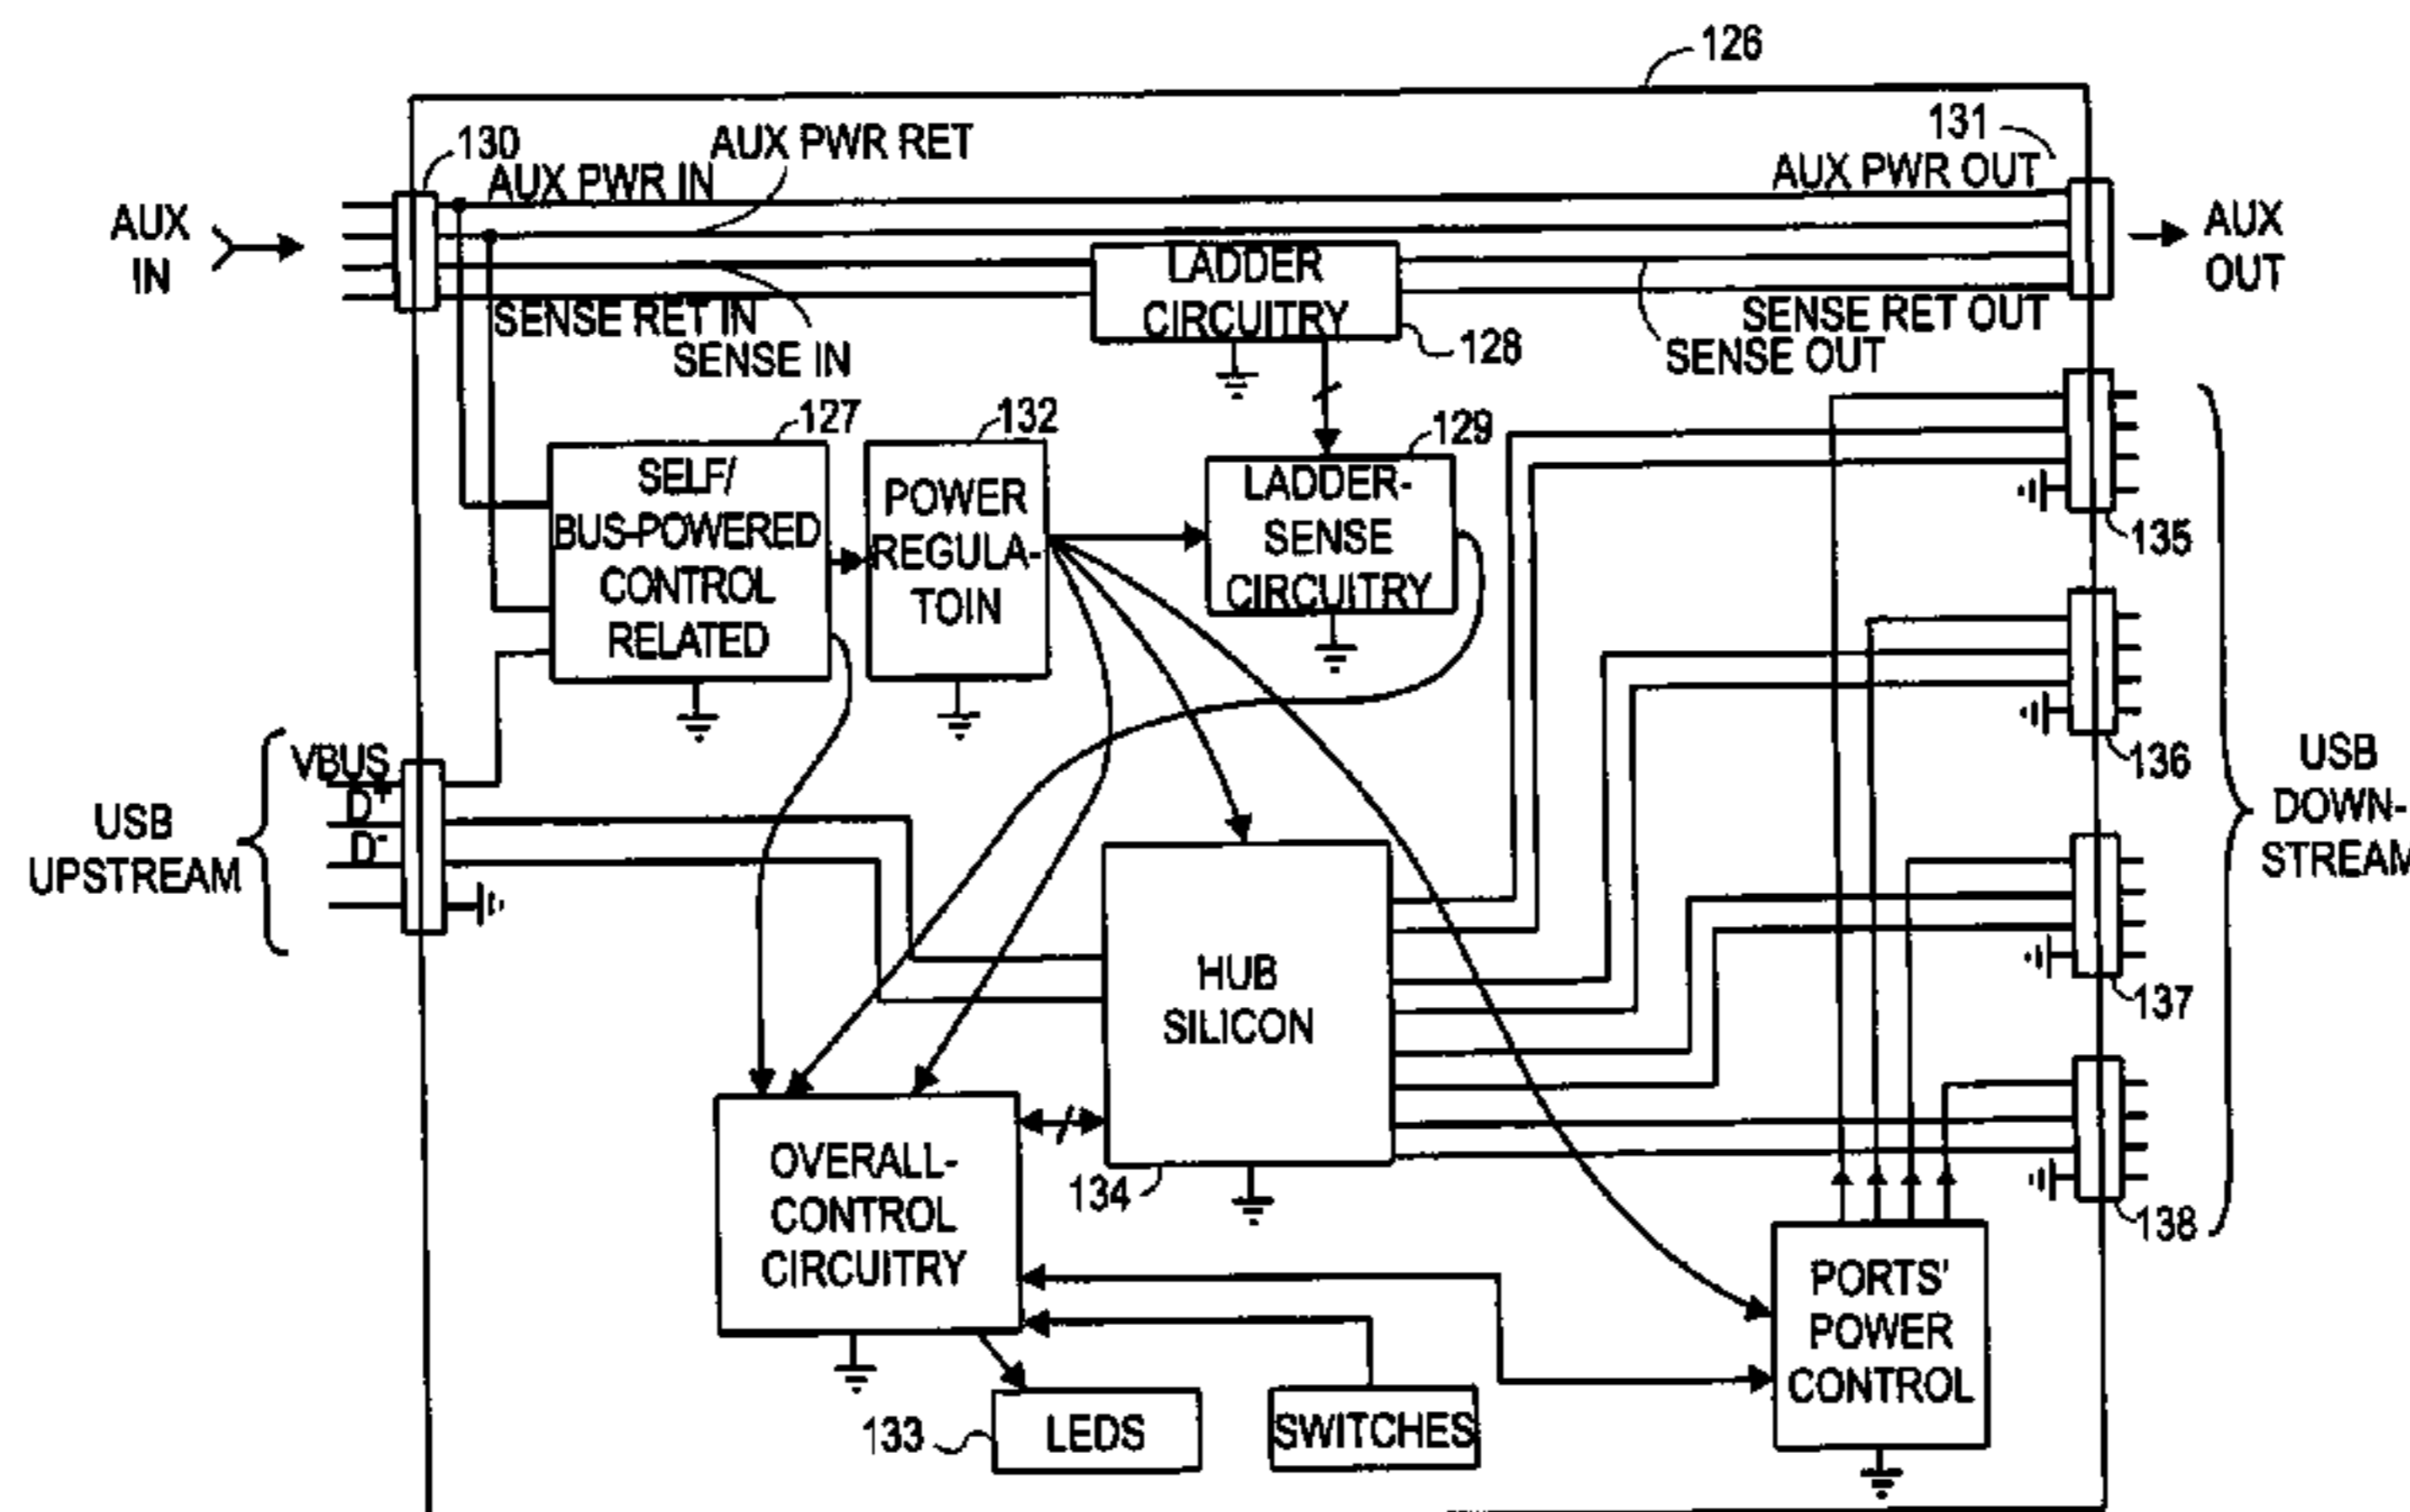 126
130
AUX PWR RET
131
AUX PWR IN
AUX PWR OUT
AUX
IN
AUX
OUT
LADDER
CIRCUITRY
SENSE RET IN
SENSE IN
128
SENSE RET OUT
SENSE OUT
127
132
129
SELF/
BUS-POWERED
CONTROL
RELATED
POWER
REGULA-
TOIN
LADDER-
SENSE
CIRCUITRY
135
136
USB
DOWN-
STREAM
VBUS
D+
D-
USB
UPSTREAM
HUB
SILICON
137
134
138
OVERALL-
CONTROL
CIRCUITRY
PORTS'
POWER
CONTROL
133
LEDS
SWITCHES